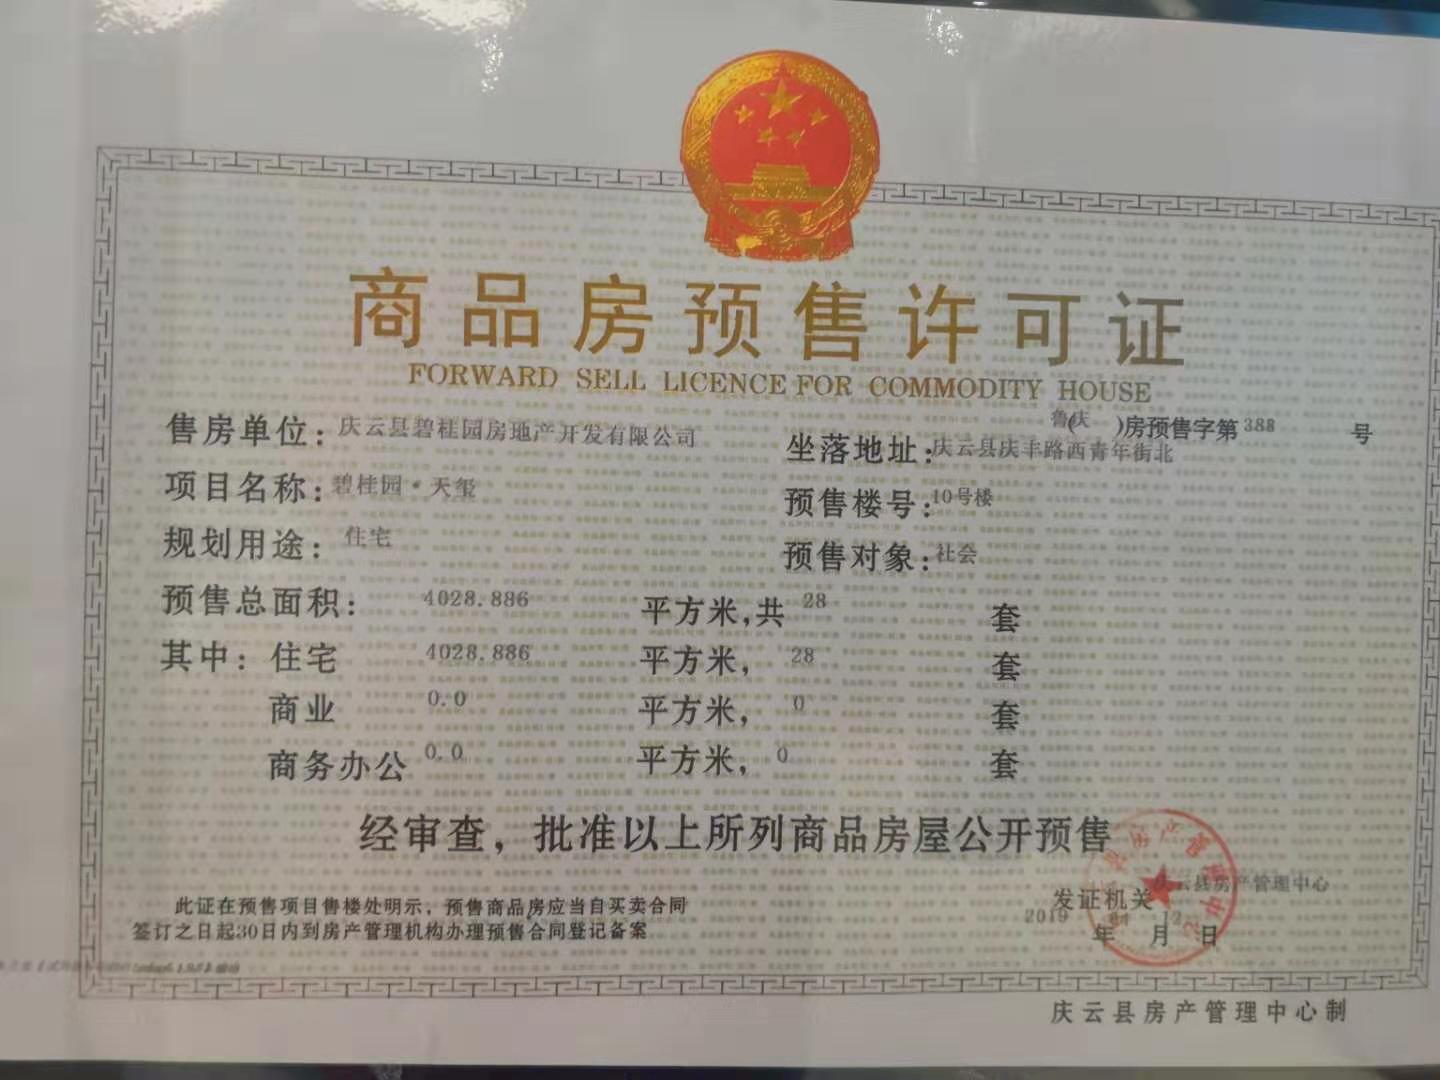 商品房预售许可证
FORWARD SELL LICENCE FOR COMMODITY HOUSE
鲁(庆 )房预售字第388 号
售房单位：庆云县碧桂园房地产开发有限公司
坐落地址：庆云县庆丰路西青年街北
项目名称：碧桂园·天玺
预售楼号：10号楼
规划用途：住宅
预售对象：社会
预售总面积：4028.886 平方米，共 28 套
其中：住宅 4028.886 平方米， 28 套
商业 0.0 平方米， 0 套
商务办公 0.0 平方米， 0 套
经审查，批准以上所列商品房屋公开预售
发证机关 庆云县房产管理中心
2019 年 月 12 日
此证在预售项目售楼处明示，预售商品房应当自买卖合同
签订之日起30日内到房产管理机构办理预售合同登记备案
庆云县房产管理中心制